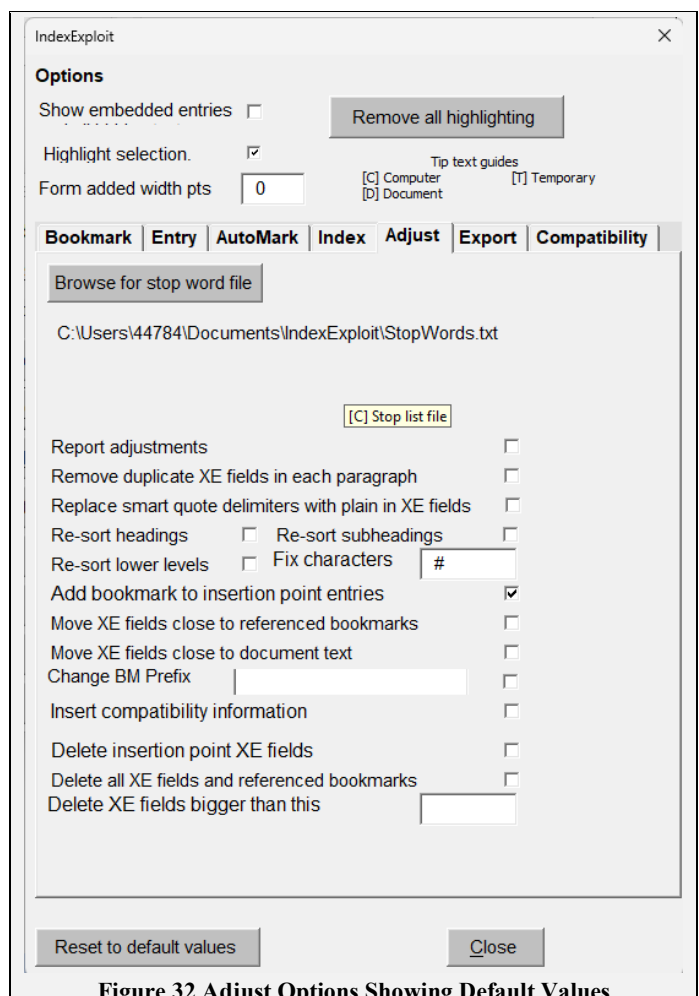 IndexExploit
Options
Show embedded entries
Remove all highlighting
Highlight selection.
Tip text guides
[C] Computer [T] Temporary
[D] Document
Form added width pts 0
Bookmark Entry AutoMark Index Adjust Export Compatibility
Browse for stop word file
C:\Users\44784\Documents\IndexExploit\StopWords.txt
[C] Stop list file
Report adjustments
Remove duplicate XE fields in each paragraph
Replace smart quote delimiters with plain in XE fields
Re-sort headings Re-sort subheadings
Re-sort lower levels Fix characters #
Add bookmark to insertion point entries
Move XE fields close to referenced bookmarks
Move XE fields close to document text
Change BM Prefix
Insert compatibility information
Delete insertion point XE fields
Delete all XE fields and referenced bookmarks
Delete XE fields bigger than this
Reset to default values Close
Figure 32 Adjust Options Showing Default Values